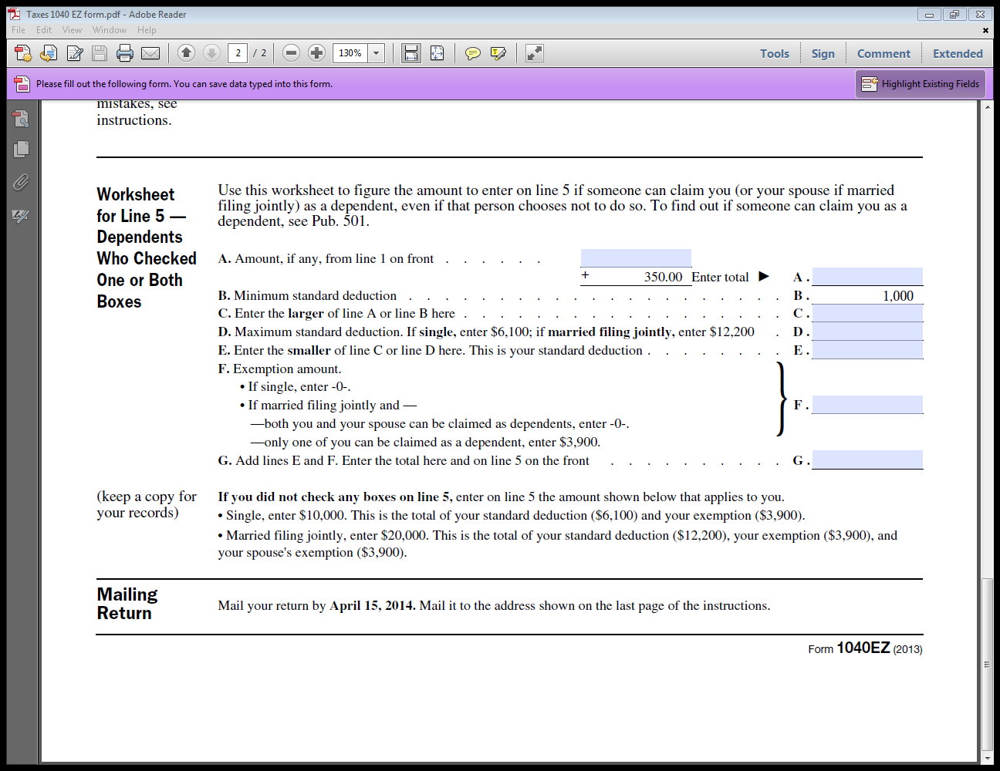 Taxes 1040 EZ form.pdf - Adobe Reader
File Edit View Window Help
2 / 2 130% Tools Sign Comment Extended
Please fill out the following form. You can save data typed into this form. Highlight Existing Fields
mistakes, see
instructions.
Worksheet
for Line 5 —
Dependents
Who Checked
One or Both
Boxes
Use this worksheet to figure the amount to enter on line 5 if someone can claim you (or your spouse if married
filing jointly) as a dependent, even if that person chooses not to do so. To find out if someone can claim you as a
dependent, see Pub. 501.
A. Amount, if any, from line 1 on front . . . . . .
+ 350.00 Enter total ► A .
B. Minimum standard deduction . . . . . . . . . . . . . . . . . B . 1,000
C. Enter the larger of line A or line B here . . . . . . . . . . . . . . C .
D. Maximum standard deduction. If single, enter $6,100; if married filing jointly, enter $12,200 . D .
E. Enter the smaller of line C or line D here. This is your standard deduction . . . . . . . E .
F. Exemption amount.
• If single, enter -0-.
• If married filing jointly and — F .
—both you and your spouse can be claimed as dependents, enter -0-.
—only one of you can be claimed as a dependent, enter $3,900.
G. Add lines E and F. Enter the total here and on line 5 on the front . . . . . . . . . . G .
(keep a copy for
your records)
If you did not check any boxes on line 5, enter on line 5 the amount shown below that applies to you.
• Single, enter $10,000. This is the total of your standard deduction ($6,100) and your exemption ($3,900).
• Married filing jointly, enter $20,000. This is the total of your standard deduction ($12,200), your exemption ($3,900), and
your spouse's exemption ($3,900).
Mailing
Return
Mail your return by April 15, 2014. Mail it to the address shown on the last page of the instructions.
Form 1040EZ (2013)